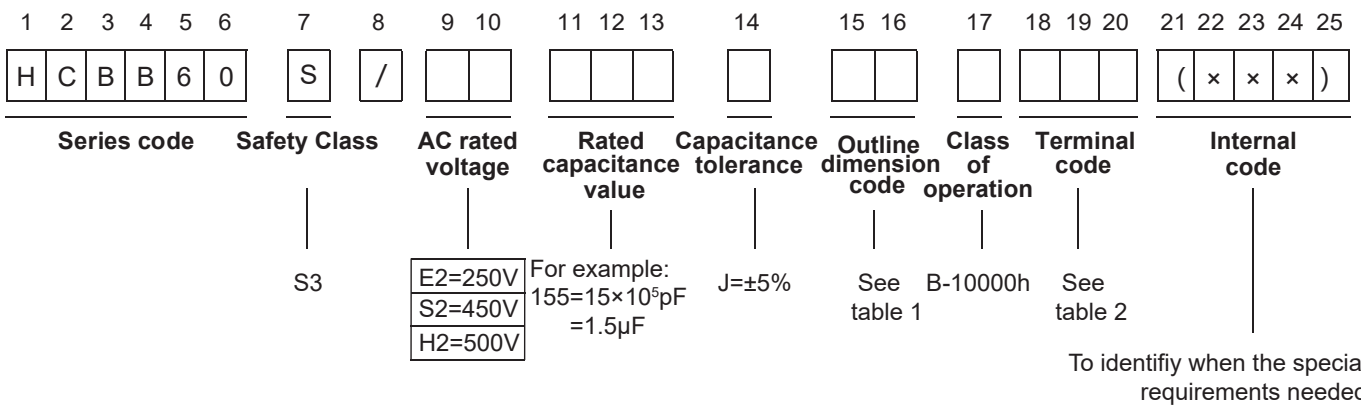 1 2 3 4 5 6 7 8 9 10 11 12 13 14 15 16 17 18 19 20 21 22 23 24 25
H C B B 6 0 S / ( × × × )
Series code Safety Class AC rated voltage Rated capacitance value Capacitance tolerance Outline dimension code Class of operation Terminal code Internal code
S3
E2=250V
S2=450V
H2=500V
For example:
155=15×10⁵pF
=1.5μF
J=±5%
See
table 1
B-10000h
See
table 2
To identifiy when the specia
requirements needed